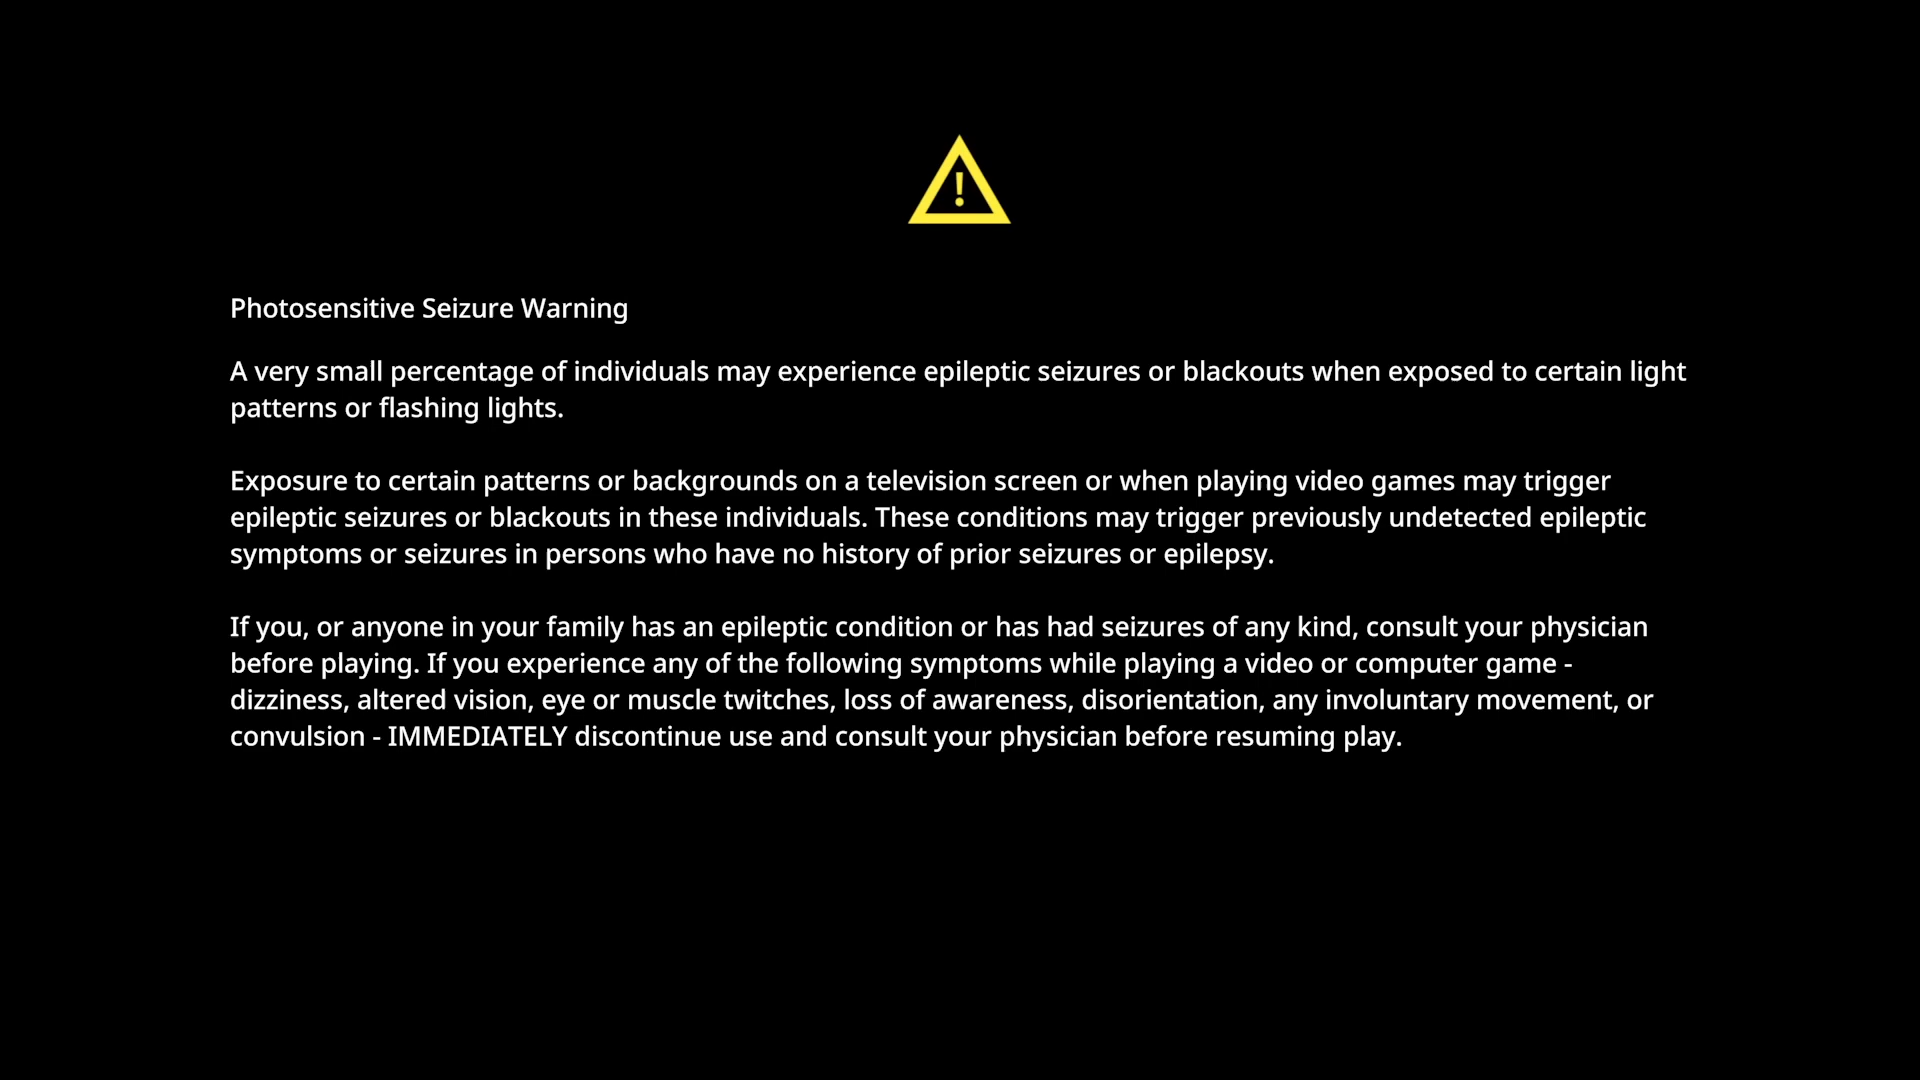 Photosensitive Seizure Warning
A very small percentage of individuals may experience epileptic seizures or blackouts when exposed to certain light
patterns or flashing lights.
Exposure to certain patterns or backgrounds on a television screen or when playing video games may trigger
epileptic seizures or blackouts in these individuals. These conditions may trigger previously undetected epileptic
symptoms or seizures in persons who have no history of prior seizures or epilepsy.
If you, or anyone in your family has an epileptic condition or has had seizures of any kind, consult your physician
before playing. If you experience any of the following symptoms while playing a video or computer game -
dizziness, altered vision, eye or muscle twitches, loss of awareness, disorientation, any involuntary movement, or
convulsion - IMMEDIATELY discontinue use and consult your physician before resuming play.